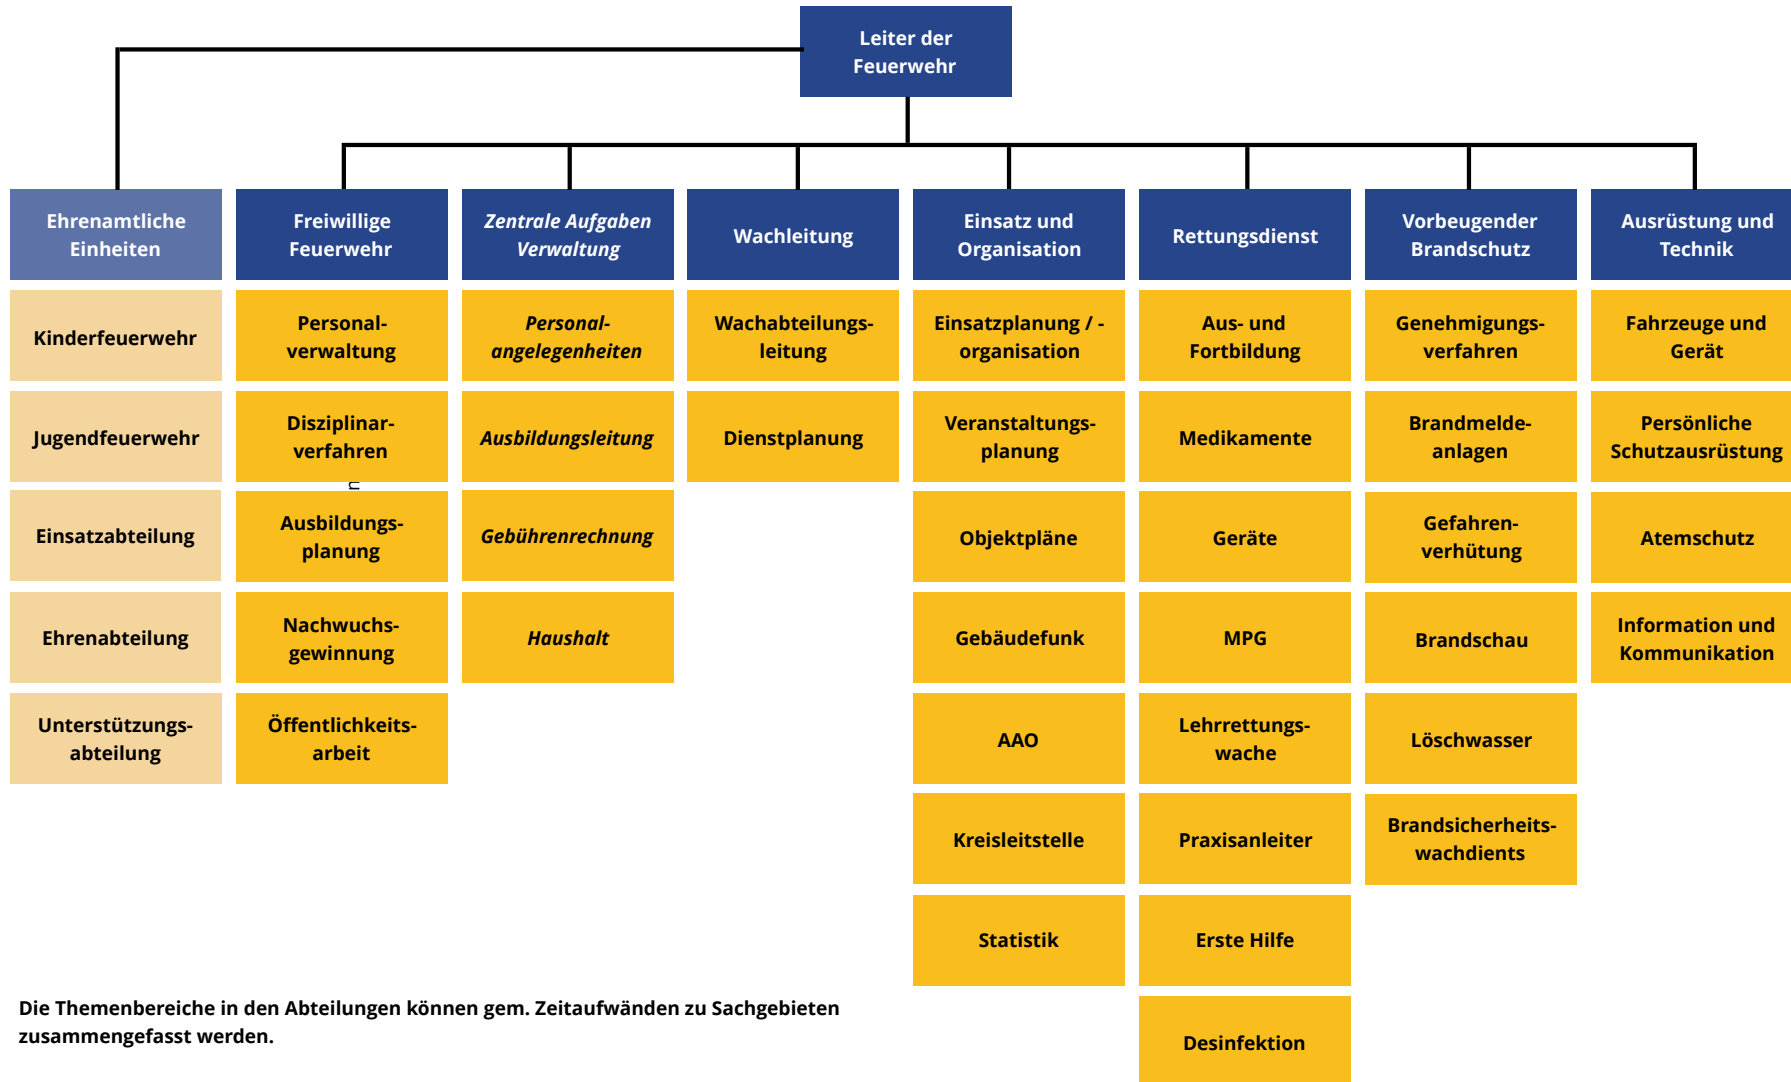 Leiter der
Feuerwehr
Ehrenamtliche
Einheiten
Freiwillige
Feuerwehr
Zentrale Aufgaben
Verwaltung
Wachleitung
Einsatz und
Organisation
Rettungsdienst
Vorbeugender
Brandschutz
Ausrüstung und
Technik
Kinderfeuerwehr
Personal-
verwaltung
Personal-
angelegenheiten
Wachabteilungs-
leitung
Einsatzplanung / -
organisation
Aus- und
Fortbildung
Genehmigungs-
verfahren
Fahrzeuge und
Gerät
Jugendfeuerwehr
Disziplinar-
verfahren
Ausbildungsleitung
Dienstplanung
Veranstaltungs-
planung
Medikamente
Brandmelde-
anlagen
Persönliche
Schutzausrüstung
n
Einsatzabteilung
Ausbildungs-
planung
Gebührenrechnung
Objektpläne
Geräte
Gefahren-
verhütung
Atemschutz
Ehrenabteilung
Nachwuchs-
gewinnung
Haushalt
Gebäudefunk
MPG
Brandschau
Information und
Kommunikation
Unterstützungs-
abteilung
Öffentlichkeits-
arbeit
AAO
Lehrrettungs-
wache
Löschwasser
Kreisleitstelle
Praxisanleiter
Brandsicherheits-
wachdients
Statistik
Erste Hilfe
Desinfektion
Die Themenbereiche in den Abteilungen können gem. Zeitaufwänden zu Sachgebieten
zusammengefasst werden.